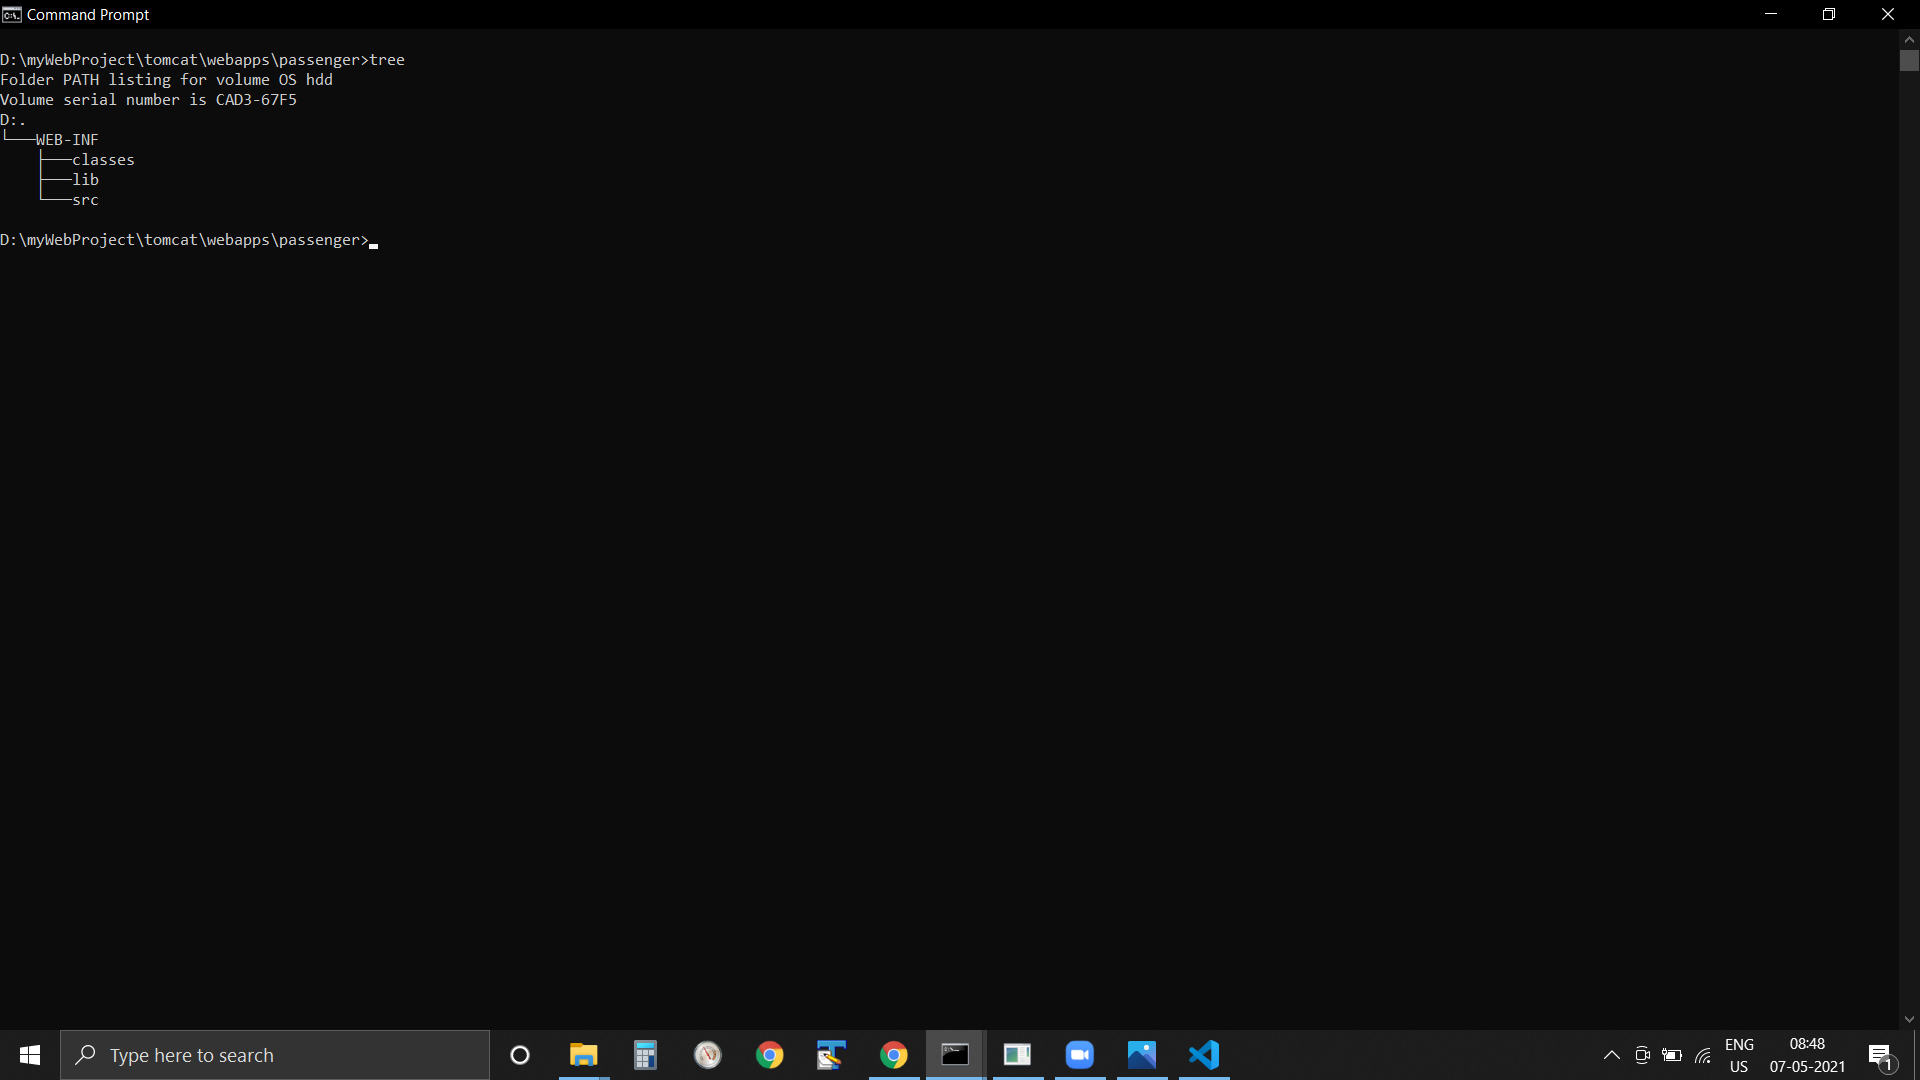 Command Prompt
D:\myWebProject\tomcat\webapps\passenger>tree
Folder PATH listing for volume OS hdd
Volume serial number is CAD3-67F5
D:.
└───WEB-INF
    ├───classes
    ├───lib
    └───src
D:\myWebProject\tomcat\webapps\passenger>
Type here to search
ENG
US
08:48
07-05-2021
1